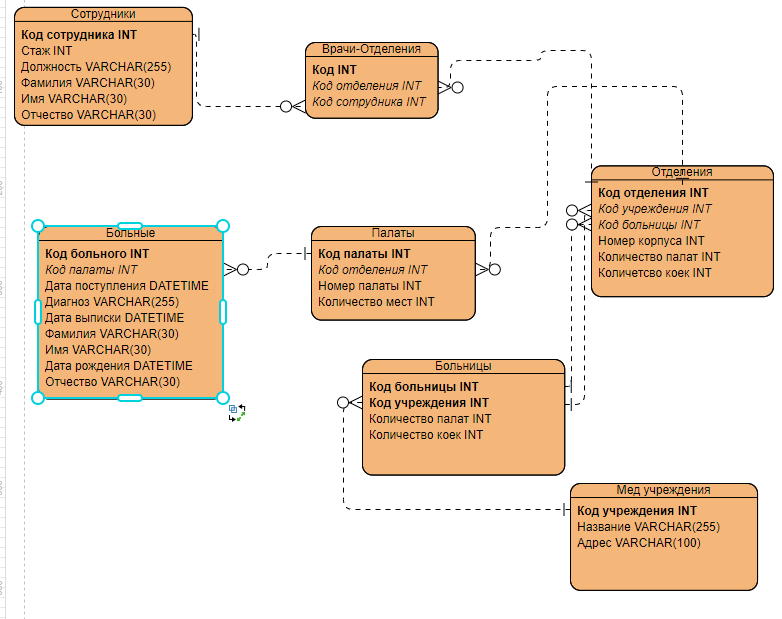 Сотрудники
Код сотрудника INT
Стаж INT
Должность VARCHAR(255)
Фамилия VARCHAR(30)
Имя VARCHAR(30)
Отчество VARCHAR(30)
Врачи-Отделения
Код INT
Код отделения INT
Код сотрудника INT
Отделения
Код отделения INT
Код учреждения INT
Код больницы INT
Номер корпуса INT
Количество палат INT
Количетсво коек INT
Больные
Код больного INT
Код палаты INT
Дата поступления DATETIME
Диагноз VARCHAR(255)
Дата выписки DATETIME
Фамилия VARCHAR(30)
Имя VARCHAR(30)
Дата рождения DATETIME
Отчество VARCHAR(30)
Палаты
Код палаты INT
Код отделения INT
Номер палаты INT
Количество мест INT
Больницы
Код больницы INT
Код учреждения INT
Количество палат INT
Количество коек INT
Мед учреждения
Код учреждения INT
Название VARCHAR(255)
Адрес VARCHAR(100)